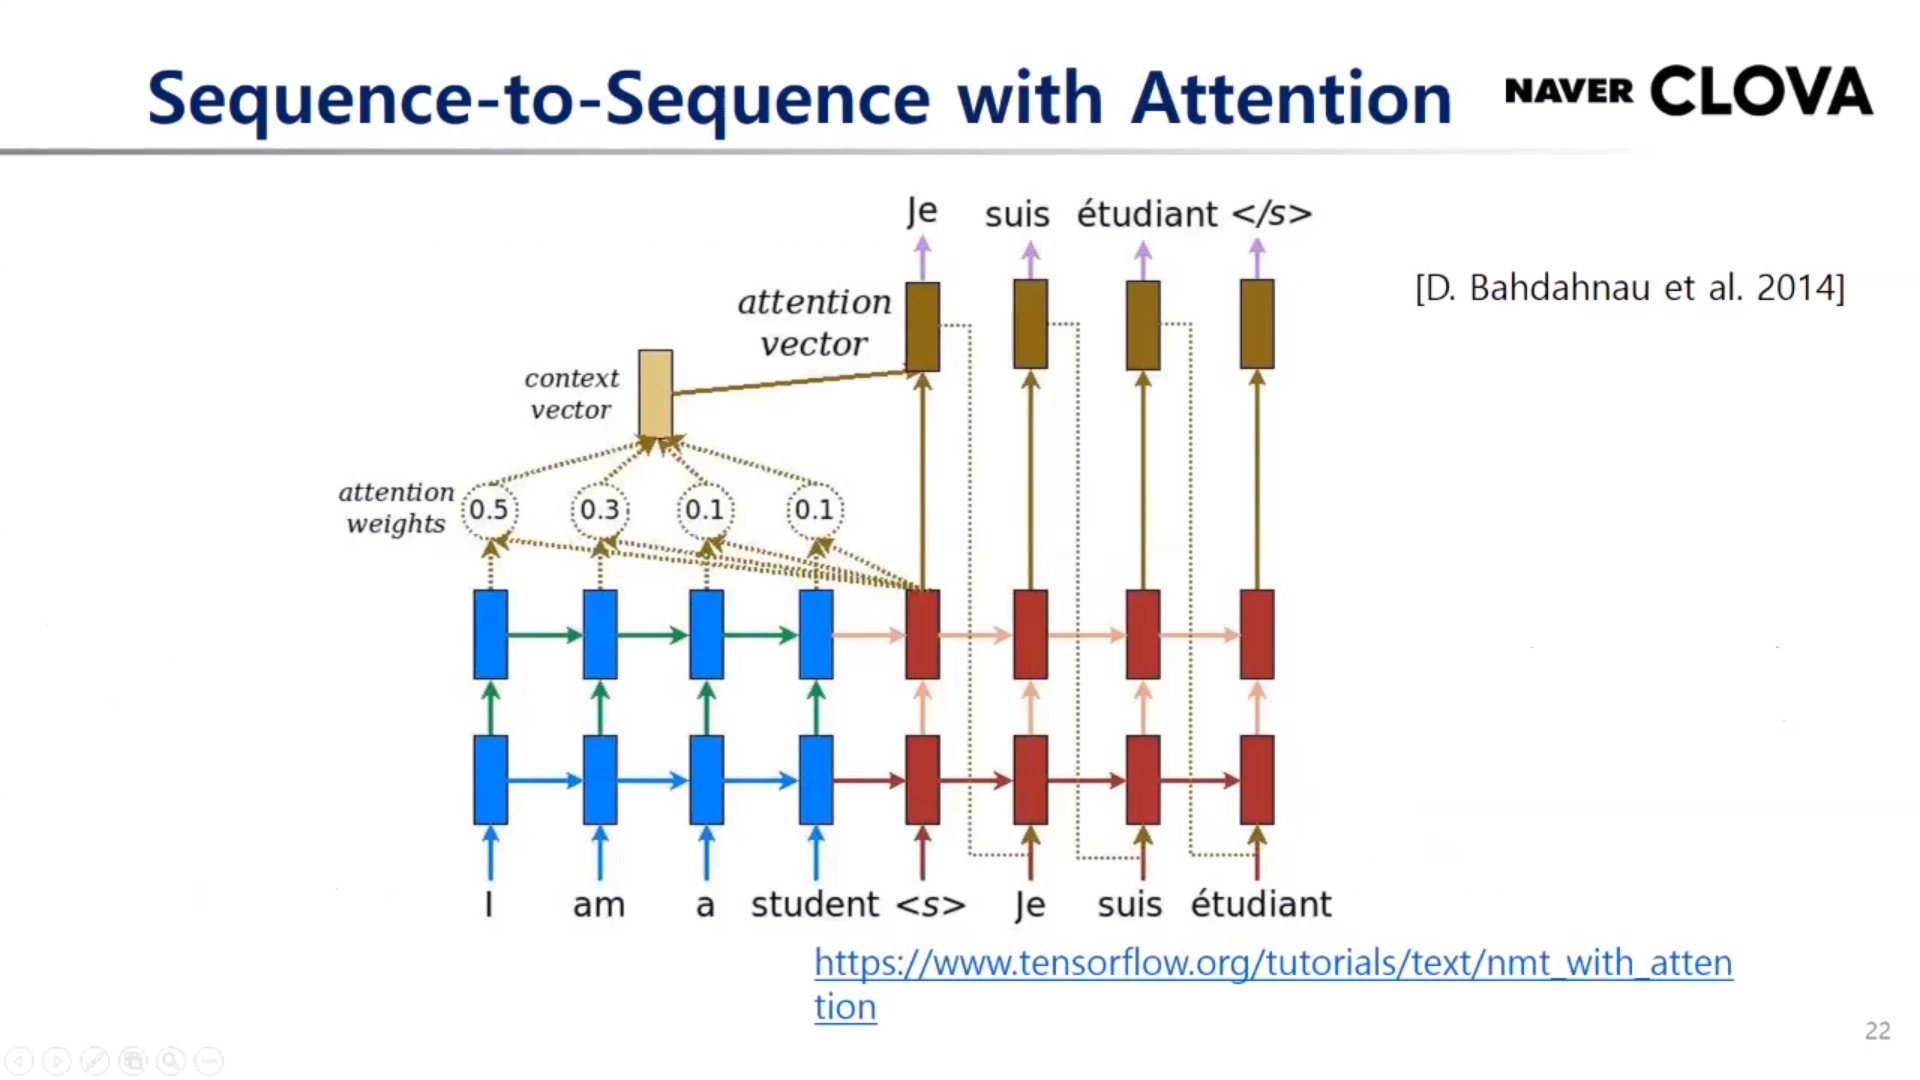 Sequence-to-Sequence with Attention
NAVER CLOVA
Je suis étudiant </s>
[D. Bahdahnau et al. 2014]
attention
vector
context
vector
attention
weights
0.5 0.3 0.1 0.1
I am a student <s> Je suis étudiant
https://www.tensorflow.org/tutorials/text/nmt_with_atten
tion
22